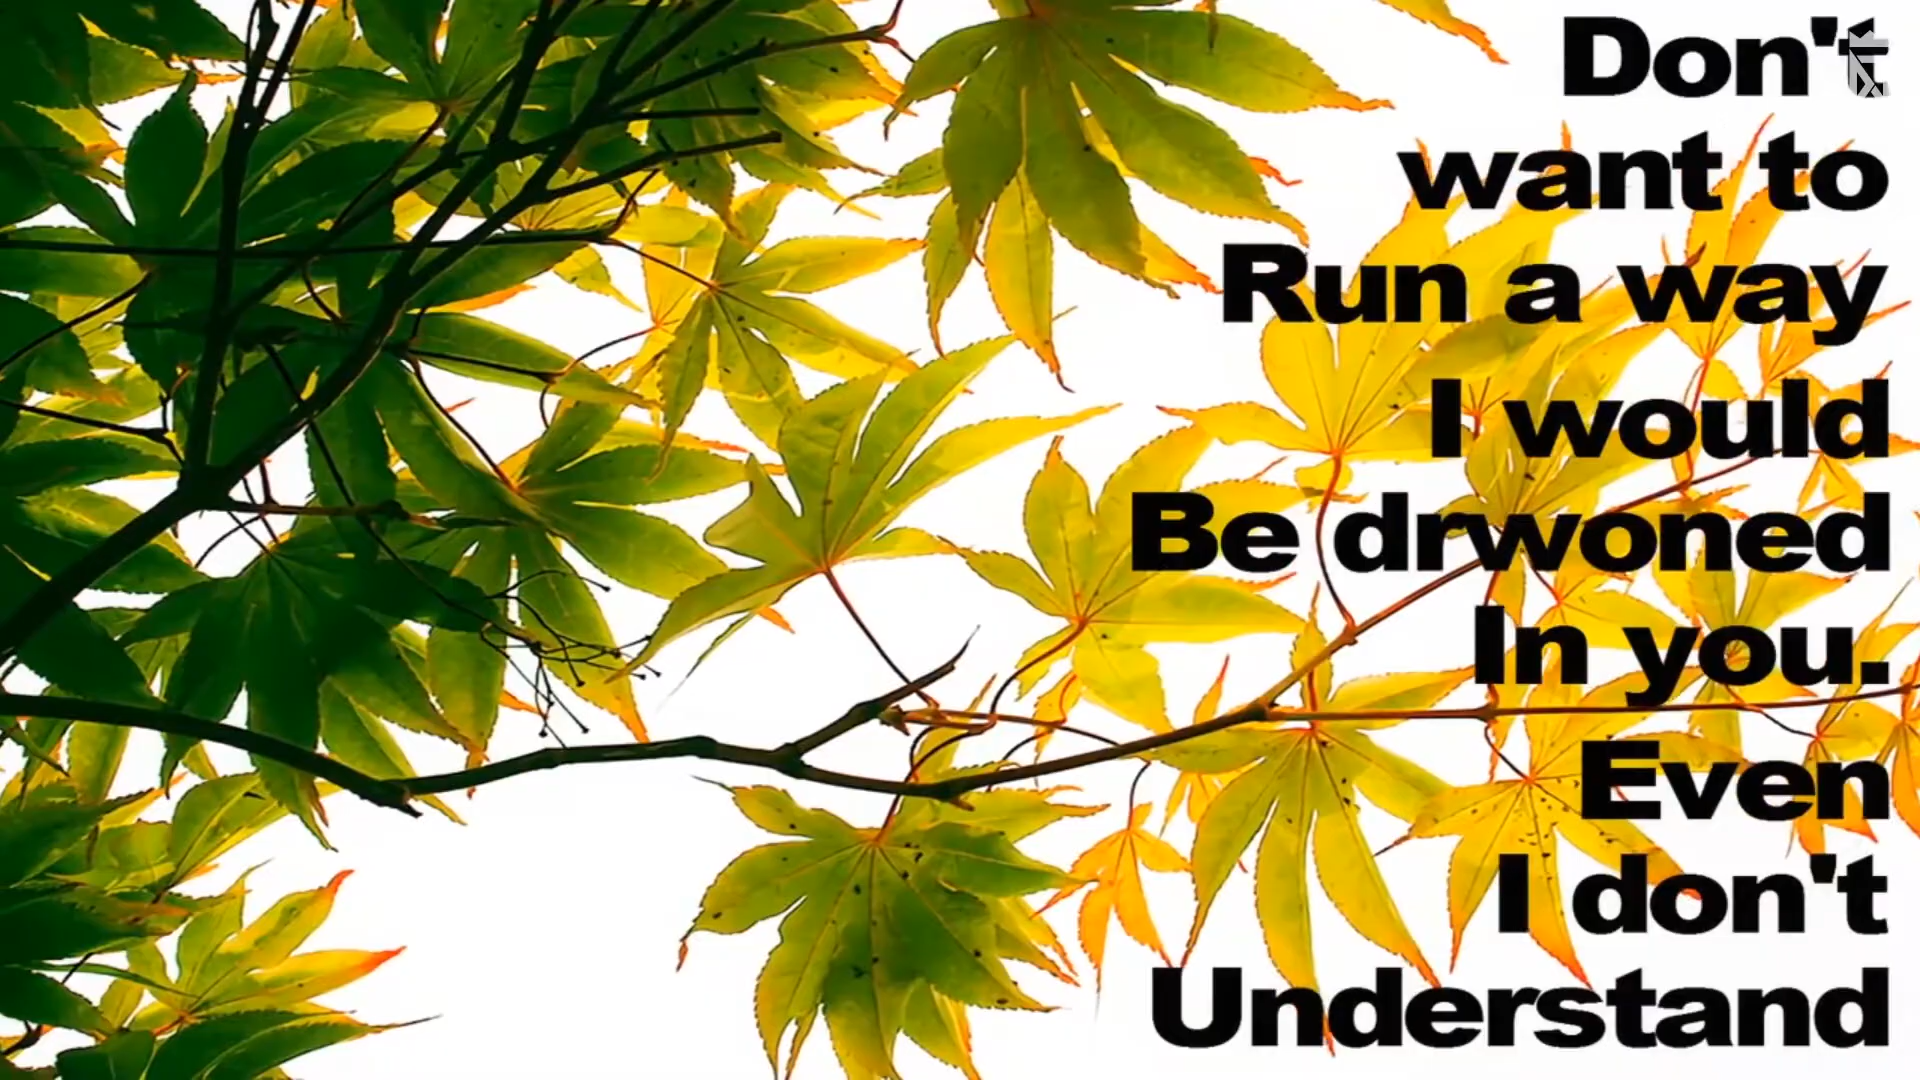 Don't
want to
Run a way
I would
Be drwoned
In you.
Even
I don't
Understand